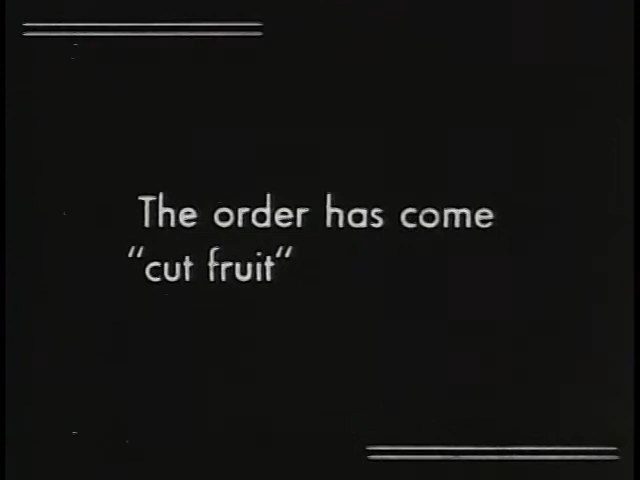 The order has come
“cut fruit“